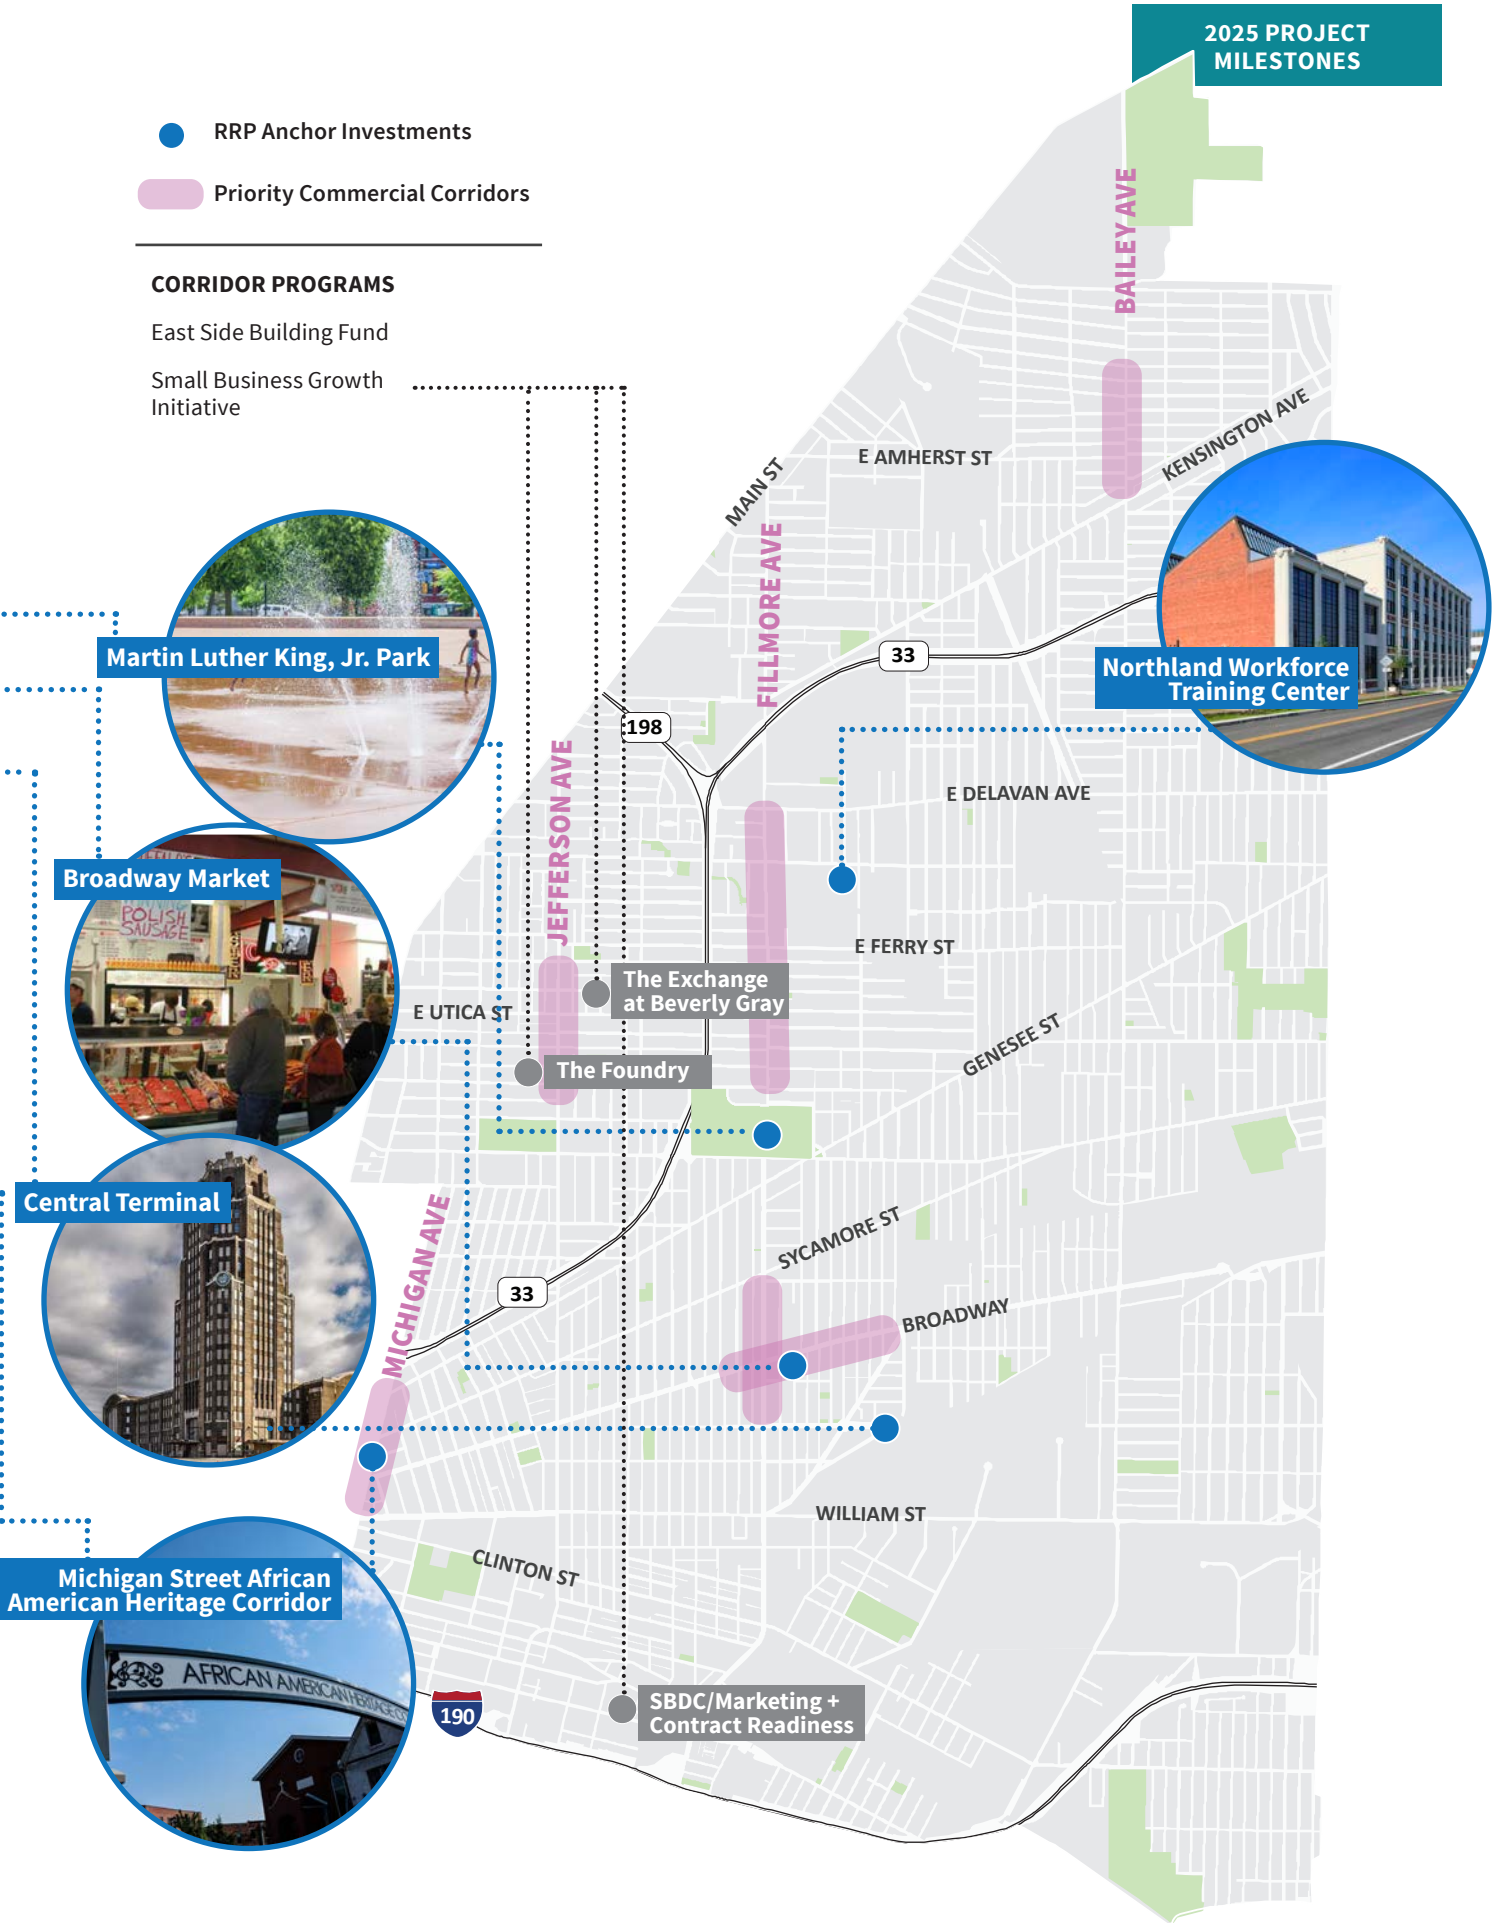 2025 PROJECT
MILESTONES
RRP Anchor Investments
Priority Commercial Corridors
CORRIDOR PROGRAMS
East Side Building Fund
Small Business Growth
Initiative
BAILEY AVE
KENSINGTON AVE
E AMHERST ST
MAIN ST
FILLMORE AVE
33
Martin Luther King, Jr. Park
Northland Workforce
Training Center
198
JEFFERSON AVE
E DELAVAN AVE
Broadway Market
POLISH
SAUSAGE
E FERRY ST
The Exchange
at Beverly Gray
E UTICA ST
GENESEE ST
The Foundry
Central Terminal
MICHIGAN AVE
SYCAMORE ST
33
BROADWAY
WILLIAM ST
CLINTON ST
Michigan Street African
American Heritage Corridor
AFRICAN AMERICAN HERITAGE
190
SBDC/Marketing +
Contract Readiness